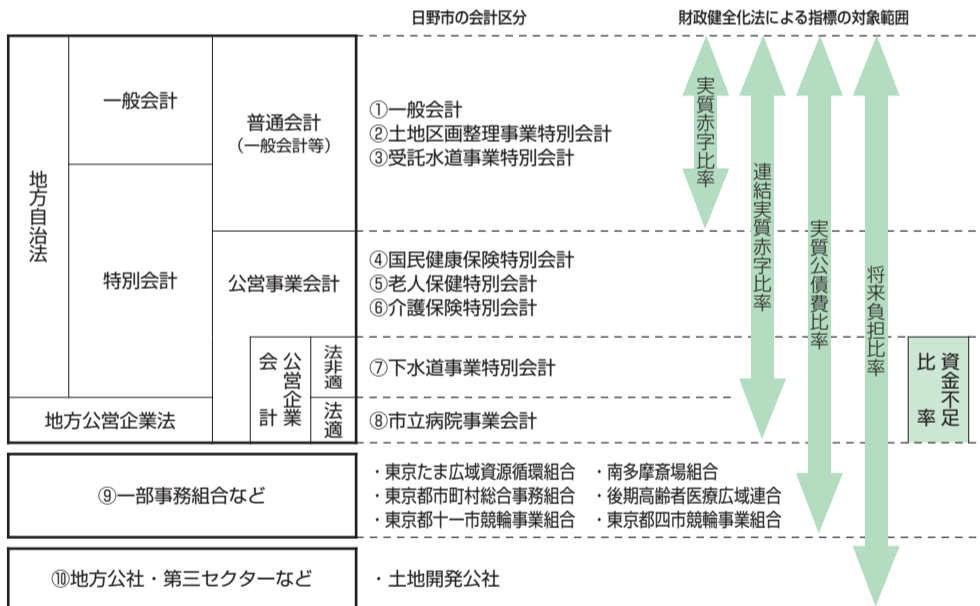 日野市の会計区分
財政健全化法による指標の対象範囲
地方自治法
一般会計
特別会計
地方公営企業法
普通会計
(一般会計等)
公営事業会計
公営企業
会計
法非適
法適
①一般会計
②土地区画整理事業特別会計
③受託水道事業特別会計
④国民健康保険特別会計
⑤老人保健特別会計
⑥介護保険特別会計
⑦下水道事業特別会計
⑧市立病院事業会計
実質赤字比率
連結実質赤字比率
実質公債費比率
将来負担比率
資金不足
比率
⑨一部事務組合など
・東京たま広域資源循環組合 ・南多摩斎場組合
・東京都市町村総合事務組合 ・後期高齢者医療広域連合
・東京都十一市競輪事業組合 ・東京都四市競輪事業組合
⑩地方公社・第三セクターなど
・土地開発公社